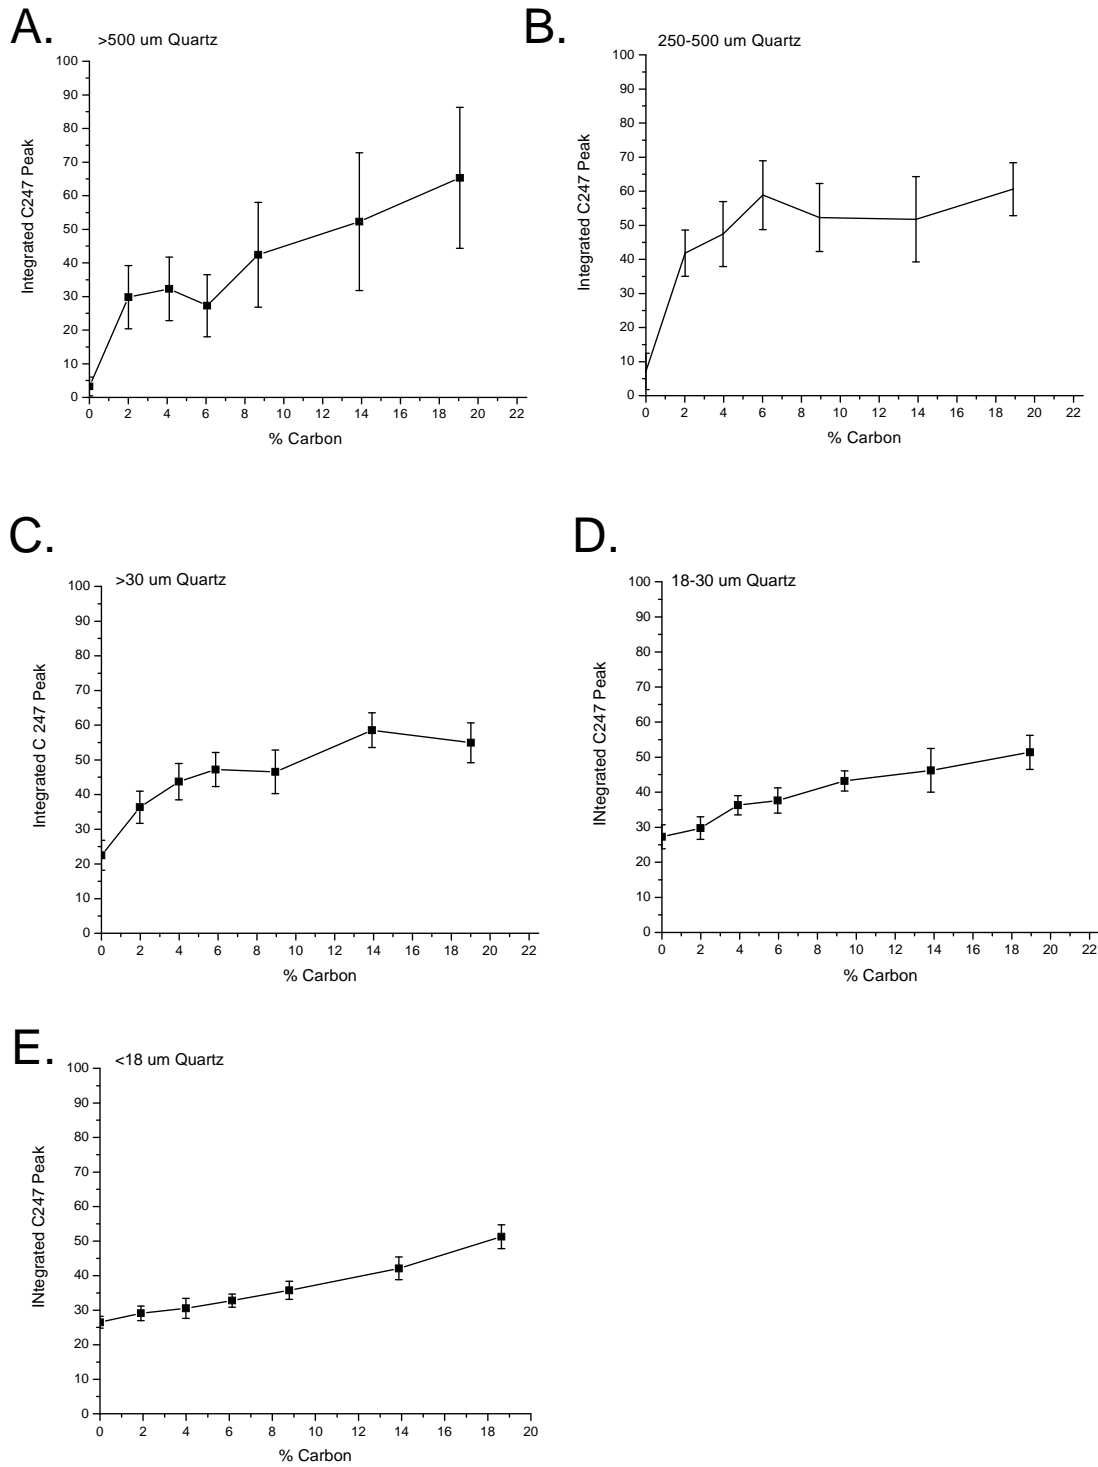 A.
>500 um Quartz
100
90
80
70
60
50
40
30
20
10
0
Integrated C247 Peak
0 2 4 6 8 10 12 14 16 18 20 22
% Carbon
B.
250-500 um Quartz
100
90
80
70
60
50
40
30
20
10
0
Integrated C247 Peak
0 2 4 6 8 10 12 14 16 18 20 22
% Carbon
C.
>30 um Quartz
100
90
80
70
60
50
40
30
20
10
0
Integrated C 247 Peak
0 2 4 6 8 10 12 14 16 18 20 22
% Carbon
D.
18-30 um Quartz
100
90
80
70
60
50
40
30
20
10
0
INtegrated C247 Peak
0 2 4 6 8 10 12 14 16 18 20 22
% Carbon
E.
<18 um Quartz
100
90
80
70
60
50
40
30
20
10
0
INtegrated C247 Peak
0 2 4 6 8 10 12 14 16 18 20
% Carbon